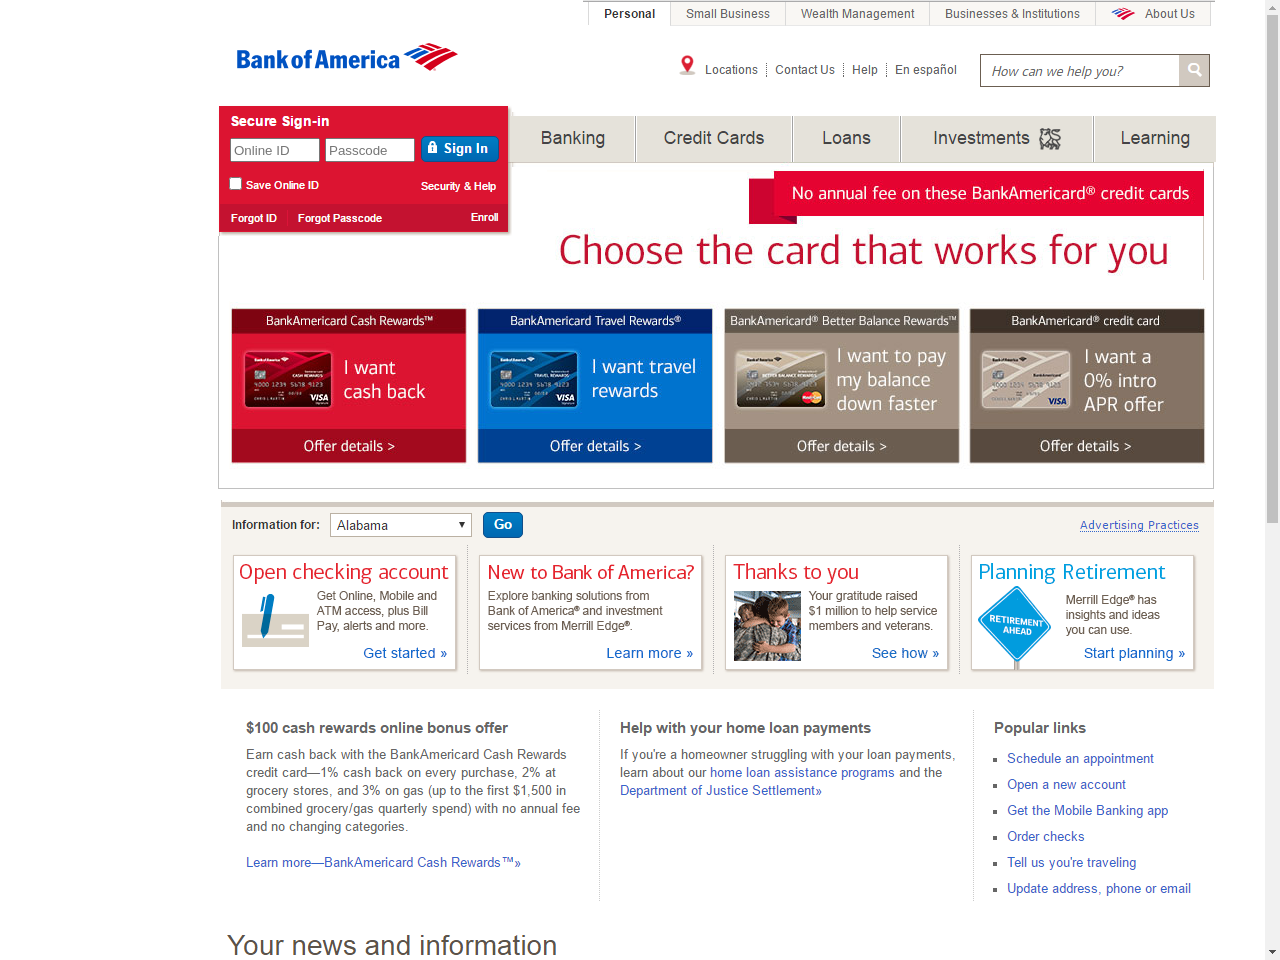 Personal
Small Business
Wealth Management
Businesses & Institutions
About Us
Bank of America
Locations
Contact Us
Help
En español
How can we help you?
Secure Sign-in
Online ID
Passcode
Sign In
Save Online ID
Security & Help
Forgot ID
Forgot Passcode
Enroll
Banking
Credit Cards
Loans
Investments
Learning
No annual fee on these BankAmericard® credit cards
Choose the card that works for you
BankAmericard Cash Rewards™
I want
cash back
Offer details >
BankAmericard Travel Rewards®
I want travel
rewards
Offer details >
BankAmericard® Better Balance Rewards™
I want to pay
my balance
down faster
Offer details >
BankAmericard® credit card
I want a
0% intro
APR offer
Offer details >
Information for:
Alabama
Go
Advertising Practices
Open checking account
Get Online, Mobile and
ATM access, plus Bill
Pay, alerts and more.
Get started »
New to Bank of America?
Explore banking solutions from
Bank of America® and investment
services from Merrill Edge®.
Learn more »
Thanks to you
Your gratitude raised
$1 million to help service
members and veterans.
See how »
Planning Retirement
RETIREMENT
AHEAD
Merrill Edge® has
insights and ideas
you can use.
Start planning »
$100 cash rewards online bonus offer
Earn cash back with the BankAmericard Cash Rewards
credit card—1% cash back on every purchase, 2% at
grocery stores, and 3% on gas (up to the first $1,500 in
combined grocery/gas quarterly spend) with no annual fee
and no changing categories.
Learn more—BankAmericard Cash Rewards™»
Help with your home loan payments
If you're a homeowner struggling with your loan payments,
learn about our home loan assistance programs and the
Department of Justice Settlement»
Popular links
Schedule an appointment
Open a new account
Get the Mobile Banking app
Order checks
Tell us you're traveling
Update address, phone or email
Your news and information